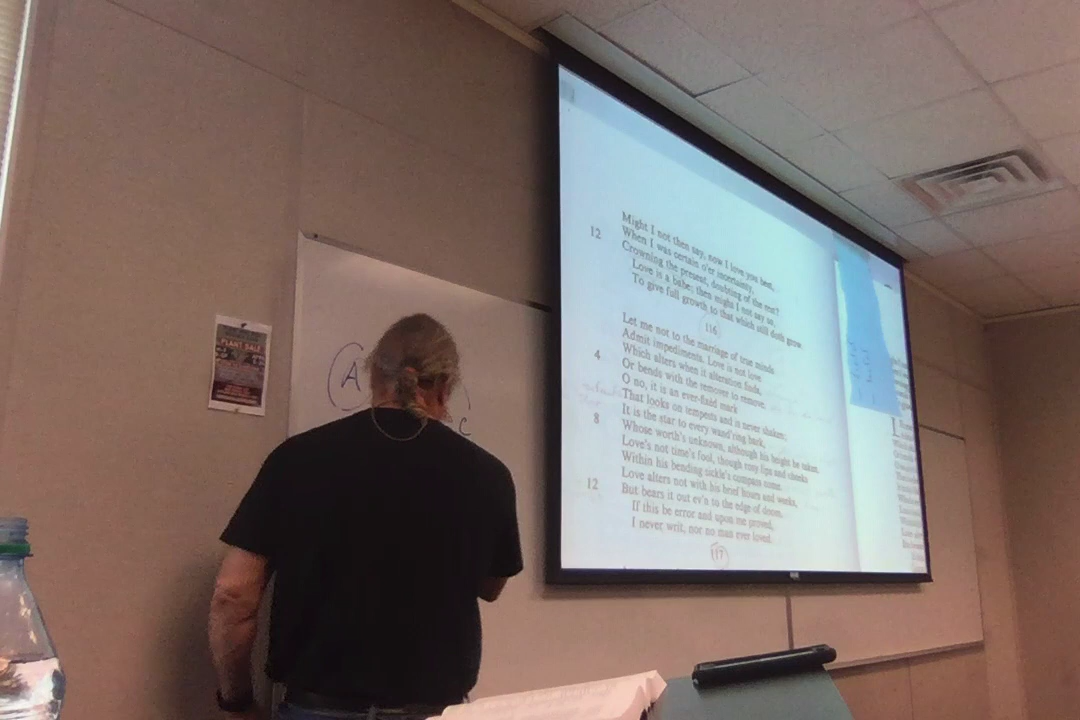 PLANT SALE
A
C
Might I not then say, now I love you best,
12 When I was certain o'er incertainty,
Crowning the present, doubting of the rest?
Love is a babe; then might I not say so,
To give full growth to that which still doth grow.
116
Let me not to the marriage of true minds
Admit impediments. Love is not love
Which alters when it alteration finds,
4 Or bends with the remover to remove.
O no, it is an ever-fixèd mark
That looks on tempests and is never shaken;
It is the star to every wand'ring bark,
8 Whose worth's unknown, although his height be taken.
Love's not time's fool, though rosy lips and cheeks
Within his bending sickle's compass come.
Love alters not with his brief hours and weeks,
12 But bears it out ev'n to the edge of doom.
If this be error and upon me proved,
I never writ, nor no man ever loved.
117